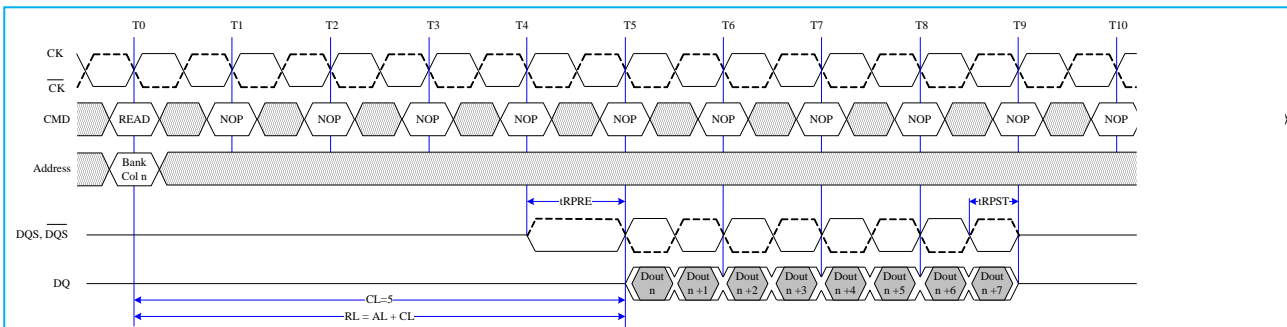 T0 T1 T2 T3 T4 T5 T6 T7 T8 T9 T10
CK
CK
CMD READ NOP NOP NOP NOP NOP NOP NOP NOP NOP NOP
Address Bank
Col n
tRPRE tRPST
DQS, DQS
DQ Dout Dout Dout Dout Dout Dout Dout Dout
n n +1 n +2 n +3 n +4 n +5 n +6 n +7
CL=5
RL = AL + CL